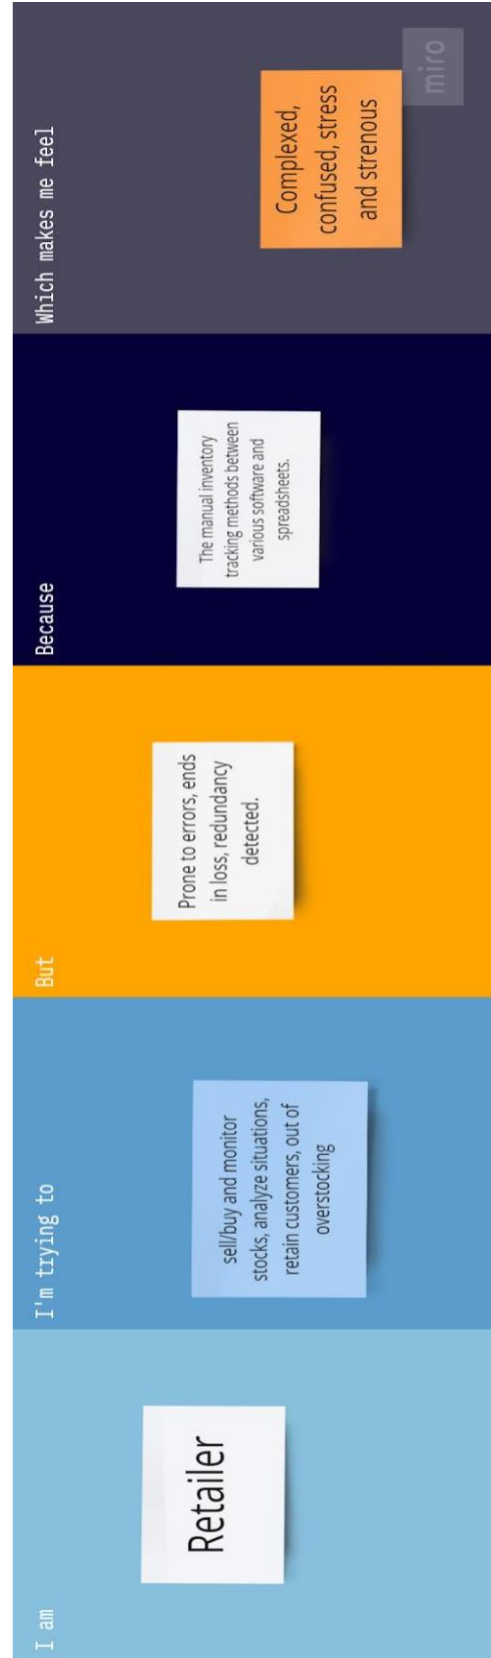 I am
Retailer
I'm trying to
sell/buy and monitor
stocks, analyze situations,
retain customers, out of
overstocking
But
Prone to errors, ends
in loss, redundancy
detected.
Because
The manual inventory
tracking methods between
various software and
spreadsheets.
Which makes me feel
Complexed,
confused, stress
and strenous
miro